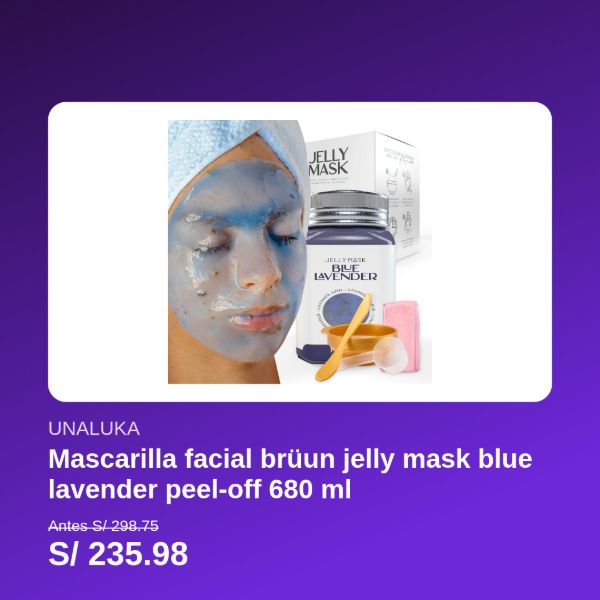 JELLY
MASK
JELLY MASK
BLUE
LAVENDER
UNALUKA
Mascarilla facial brüun jelly mask blue
lavender peel-off 680 ml
Antes S/ 298.75
S/ 235.98